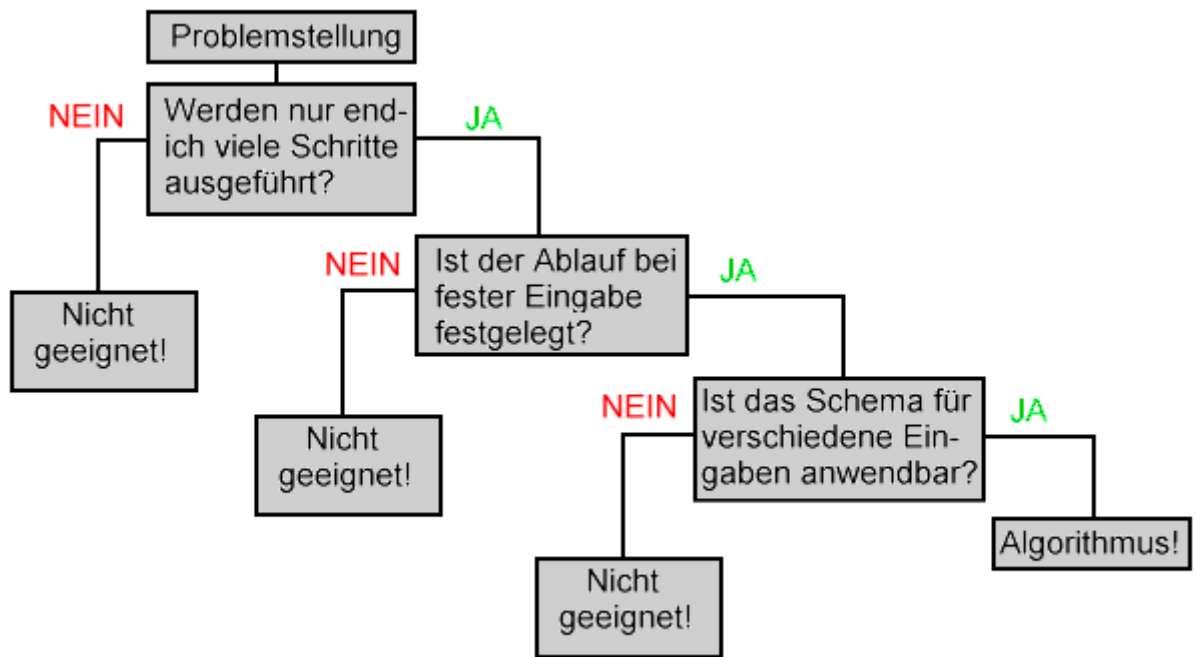 Problemstellung
NEIN
Werden nur end-
ich viele Schritte
ausgeführt?
JA
Nicht
geeignet!
NEIN
Ist der Ablauf bei
fester Eingabe
festgelegt?
JA
Nicht
geeignet!
NEIN
Ist das Schema für
verschiedene Ein-
gaben anwendbar?
JA
Nicht
geeignet!
Algorithmus!